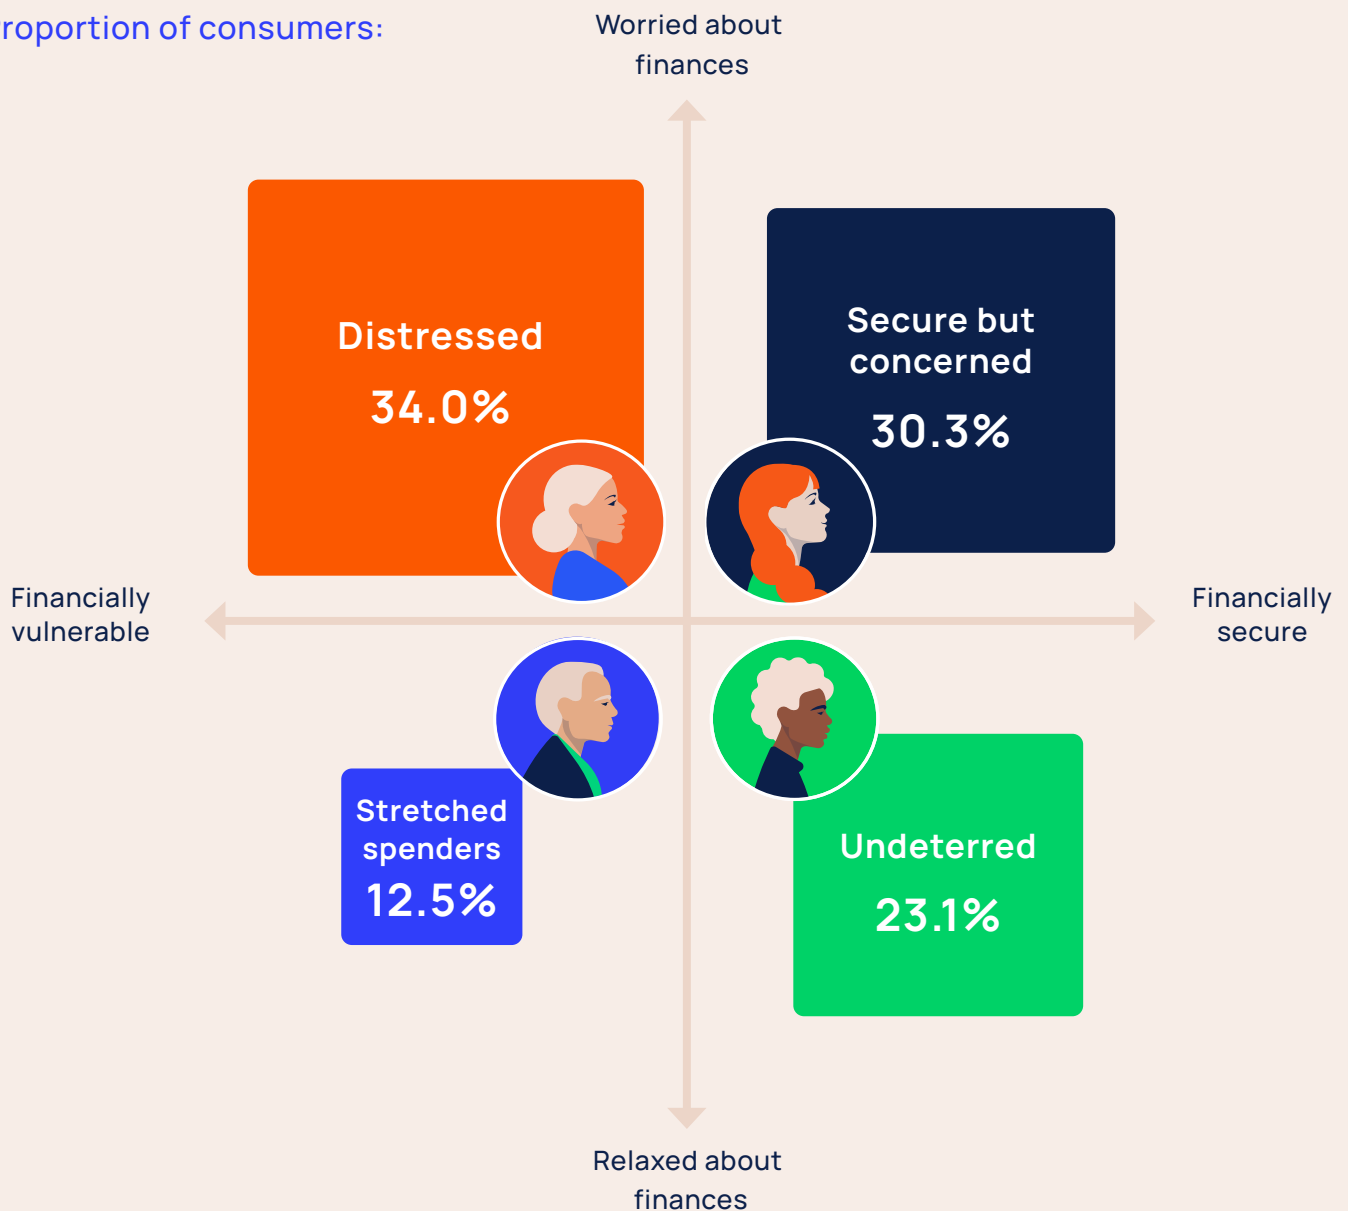 roportion of consumers:
Worried about
finances
Distressed
34.0%
Secure but
concerned
30.3%
Financially
vulnerable
Financially
secure
Stretched
spenders
12.5%
Undeterred
23.1%
Relaxed about
finances